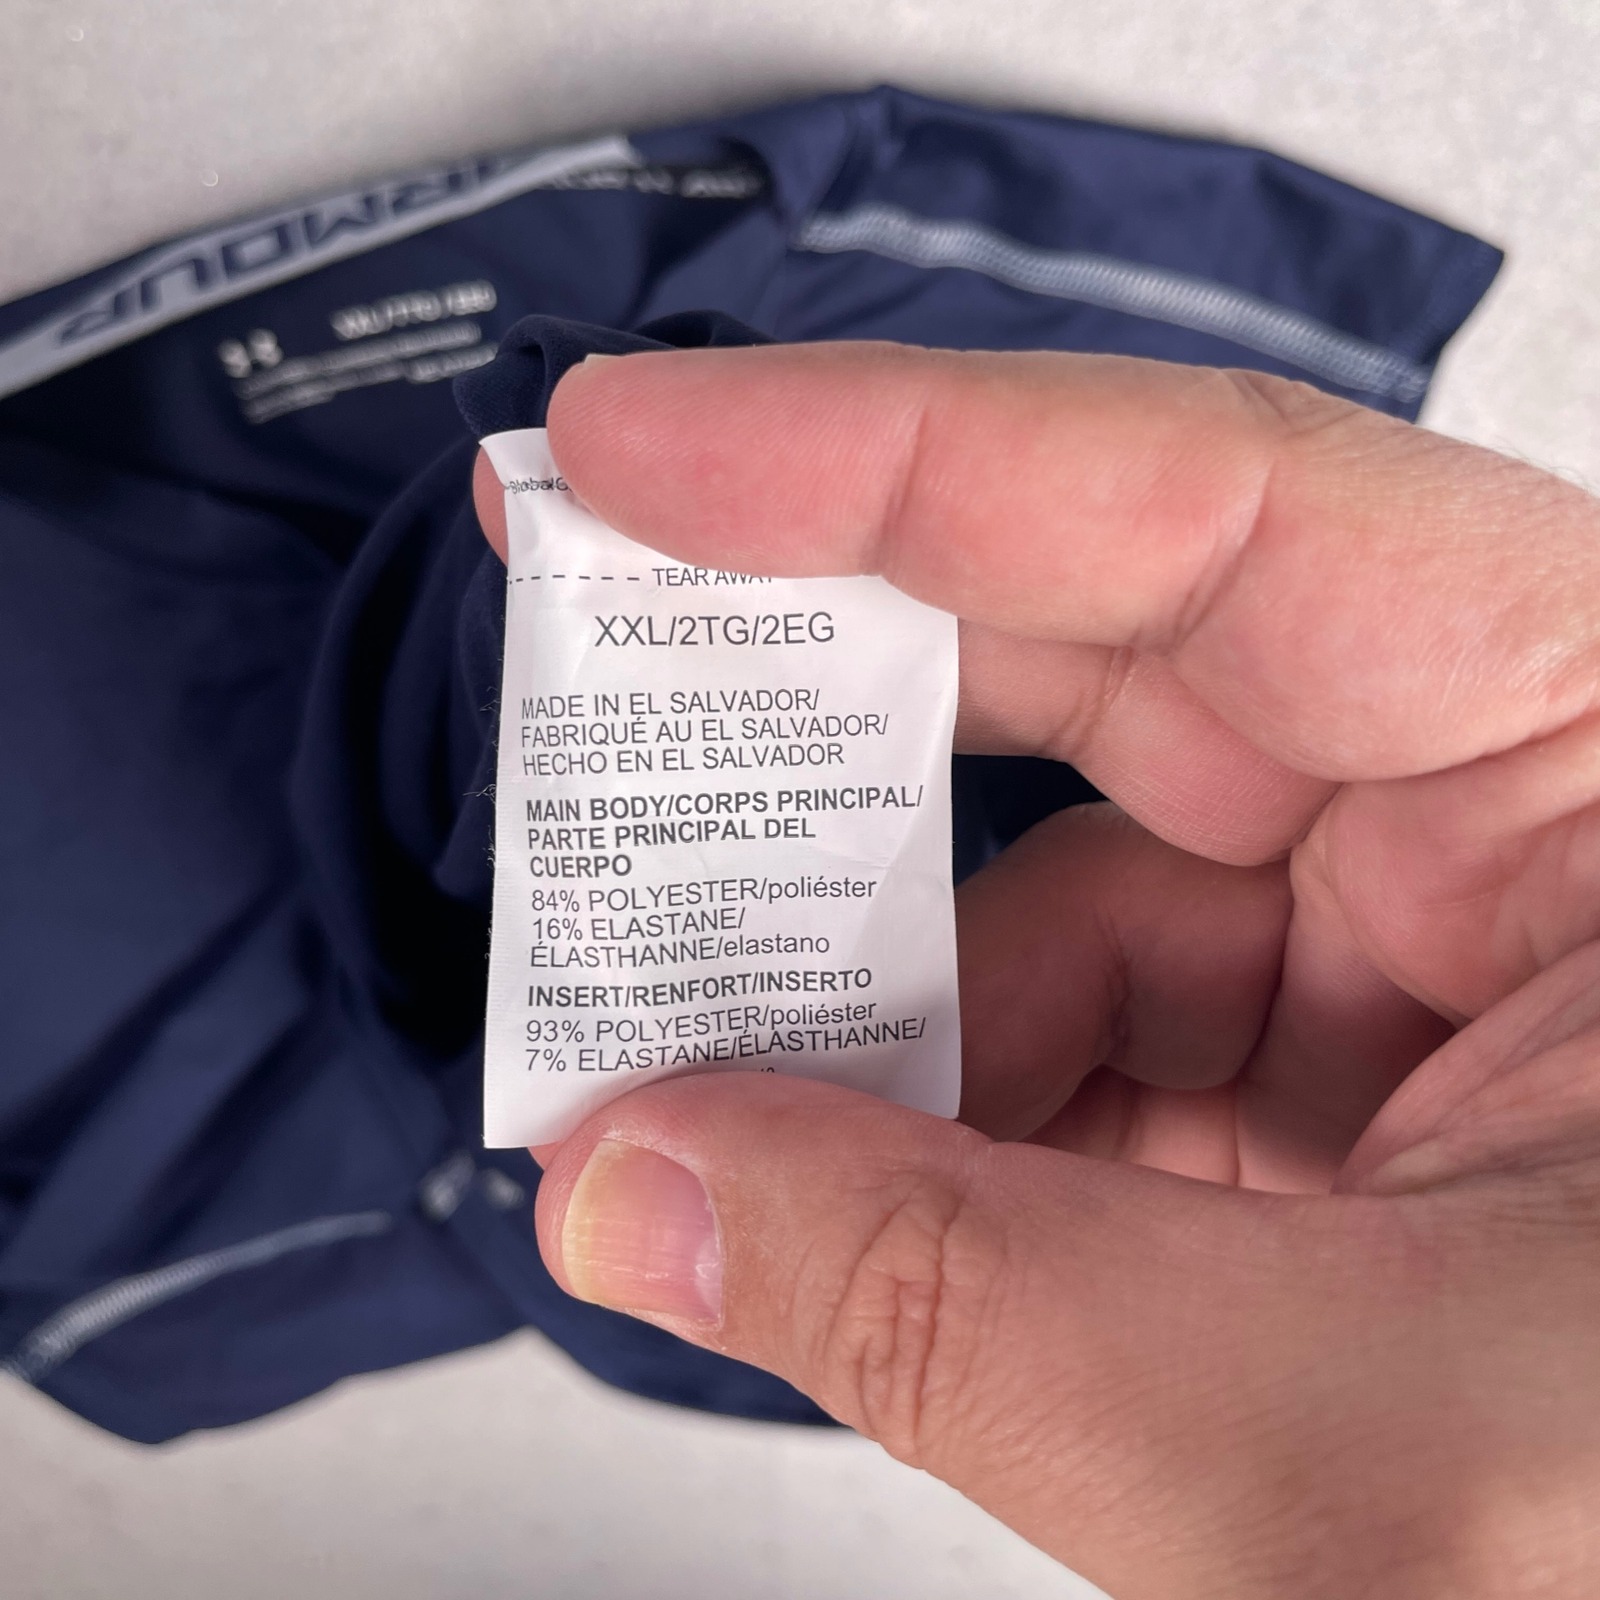 ARMOUR
TEAR AWAY
XXL/2TG/2EG
MADE IN EL SALVADOR/
FABRIQUÉ AU EL SALVADOR/
HECHO EN EL SALVADOR
MAIN BODY/CORPS PRINCIPAL/
PARTE PRINCIPAL DEL
CUERPO
84% POLYESTER/poliéster
16% ELASTANE/
ÉLASTHANNE/elastano
INSERT/RENFORT/INSERTO
93% POLYESTER/poliéster
7% ELASTANE/ÉLASTHANNE/